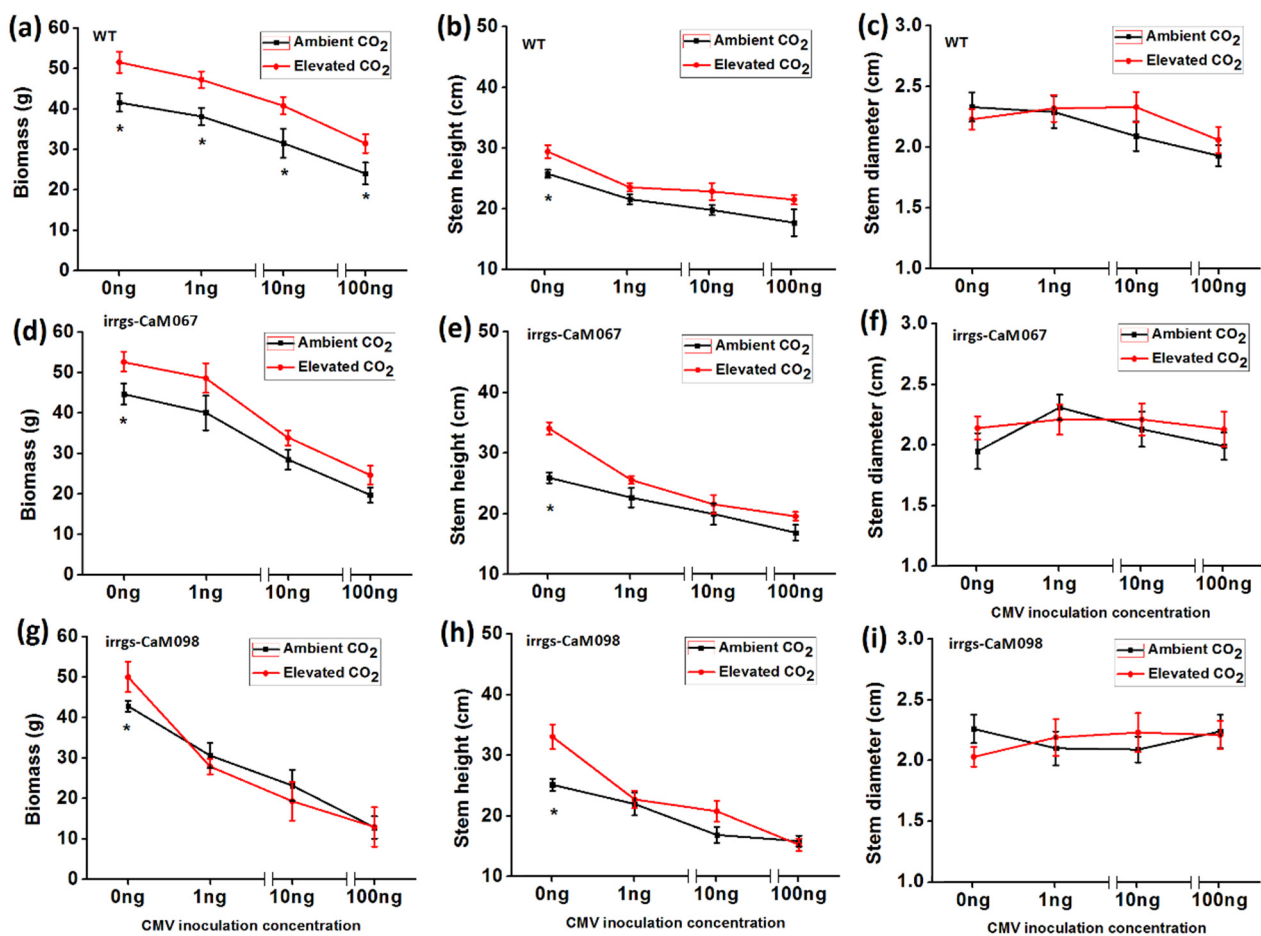 (a)
WT
Ambient CO2
Elevated CO2
Biomass (g)
60
50
40
30
20
10
0
*
*
*
*
0ng
1ng
10ng
100ng
(b)
WT
Ambient CO2
Elevated CO2
Stem height (cm)
50
40
30
20
10
*
0ng
1ng
10ng
100ng
(c)
WT
Ambient CO2
Elevated CO2
Stem diameter (cm)
3.0
2.5
2.0
1.5
1.0
0ng
1ng
10ng
100ng
(d)
irrgs-CaM067
Ambient CO2
Elevated CO2
Biomass (g)
60
50
40
30
20
10
0
*
0ng
1ng
10ng
100ng
(e)
irrgs-CaM067
Ambient CO2
Elevated CO2
Stem height (cm)
50
40
30
20
10
*
0ng
1ng
10ng
100ng
(f)
irrgs-CaM067
Ambient CO2
Elevated CO2
Stem diameter (cm)
3.0
2.5
2.0
1.5
1.0
0ng
1ng
10ng
100ng
CMV inoculation concentration
(g)
irrgs-CaM098
Ambient CO2
Elevated CO2
Biomass (g)
60
50
40
30
20
10
0
*
0ng
1ng
10ng
100ng
CMV inoculation concentration
(h)
irrgs-CaM098
Ambient CO2
Elevated CO2
Stem height (cm)
50
40
30
20
10
*
0ng
1ng
10ng
100ng
CMV inoculation concentration
(i)
irrgs-CaM098
Ambient CO2
Elevated CO2
Stem diameter (cm)
3.0
2.5
2.0
1.5
1.0
0ng
1ng
10ng
100ng
CMV inoculation concentration